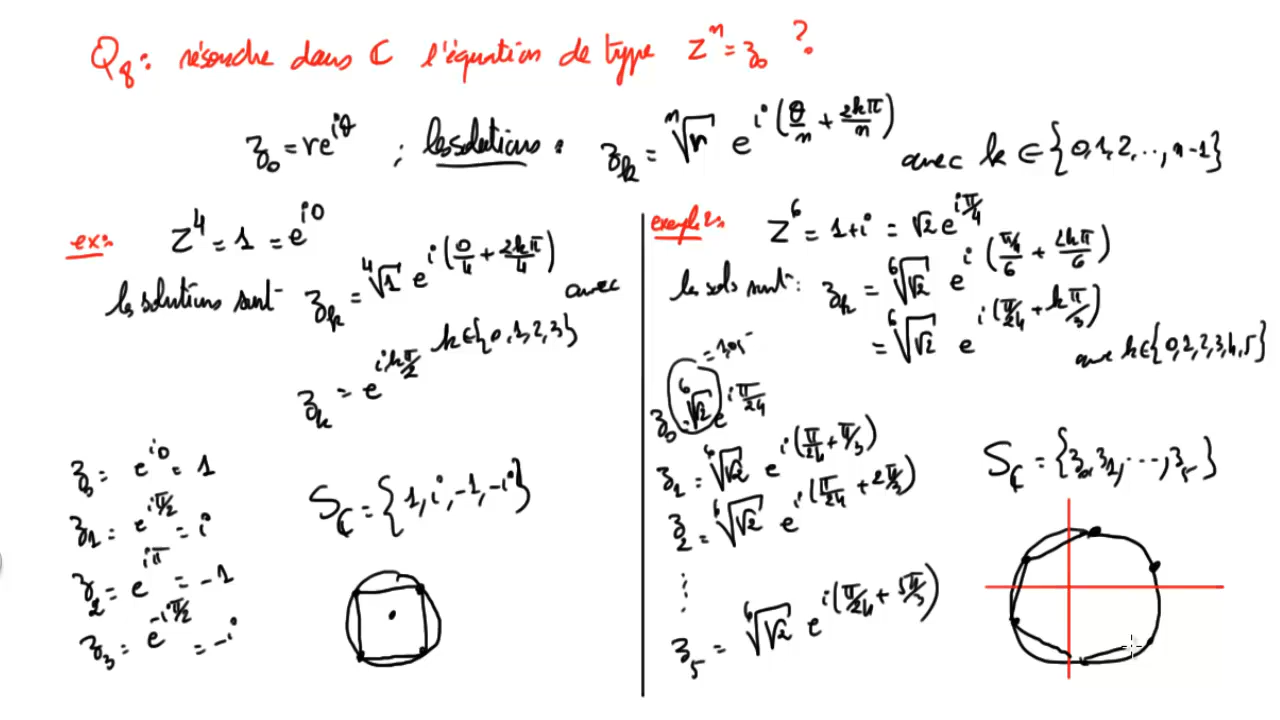 Q8: résoudre dans ℂ l'équation de type Z^n = z₀ ?
z₀ = re^{iθ} ; les solutions : z_k = ⁿ√r e^{i(θ/n + 2kπ/n)} avec k ∈ {0,1,2,..,n-1}
ex:
Z⁴ = 1 = e^{i0}
les solutions sont z_k = ⁴√1 e^{i(0/4 + 2kπ/4)} avec
k∈{0,1,2,3}
z_k = e^{ikπ/2}
z₀ = e^{i0} = 1
z₁ = e^{iπ/2} = i
z₂ = e^{iπ} = -1
z₃ = e^{-iπ/2} = -i
S_ℂ = {1, i, -1, -i}
exemple 2:
Z⁶ = 1+i = √2 e^{iπ/4}
les sols sont: z_k = ⁶√√2 e^{i((π/4)/6 + 2kπ/6)}
= ⁶√√2 e^{i(π/24 + kπ/3)}
avec k∈{0,1,2,3,4,5}
= 1,05
z₀ = ⁶√√2 e^{iπ/24}
z₁ = ⁶√√2 e^{i(π/24 + π/3)}
z₂ = ⁶√√2 e^{i(π/24 + 2π/3)}
⋮
z₅ = ⁶√√2 e^{i(π/24 + 5π/3)}
S_ℂ = {z₀, z₁, ..., z₅}